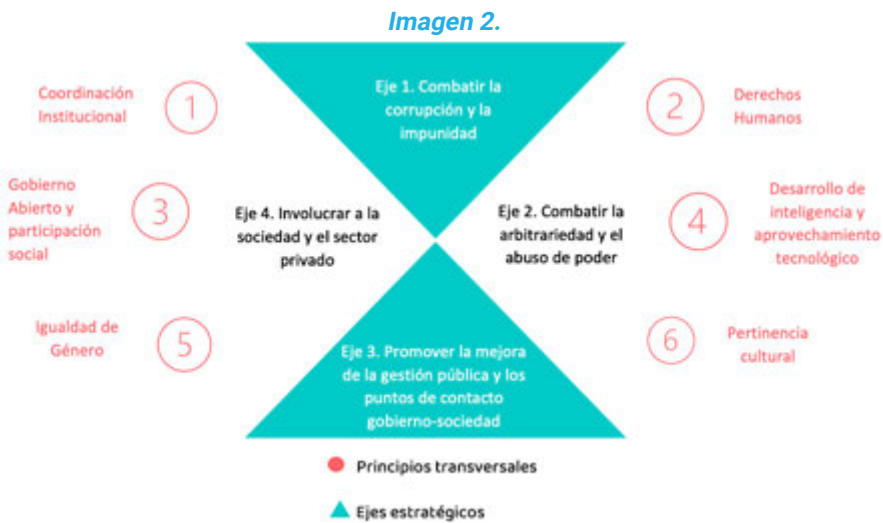 Imagen 2.
Eje 1. Combatir la
corrupción y la
impunidad
Coordinación
Institucional
1
2
Derechos
Humanos
Gobierno
Abierto y
participación
social
3
Eje 4. Involucrar a la
sociedad y el sector
privado
Eje 2. Combatir la
arbitrariedad y el
abuso de poder
4
Desarrollo de
inteligencia y
aprovechamiento
tecnológico
Igualdad de
Género
5
Eje 3. Promover la mejora
de la gestión pública y los
puntos de contacto
gobierno-sociedad
6
Pertinencia
cultural
Principios transversales
Ejes estratégicos